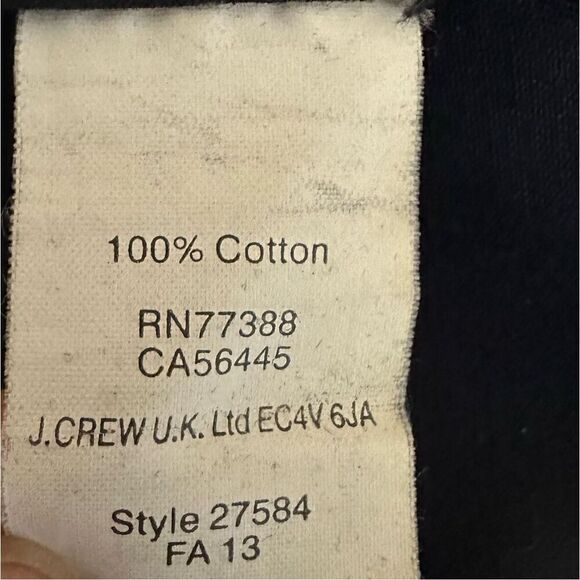 100% Cotton
RN77388
CA56445
J.CREW U.K. Ltd EC4V 6JA
Style 27584
FA 13